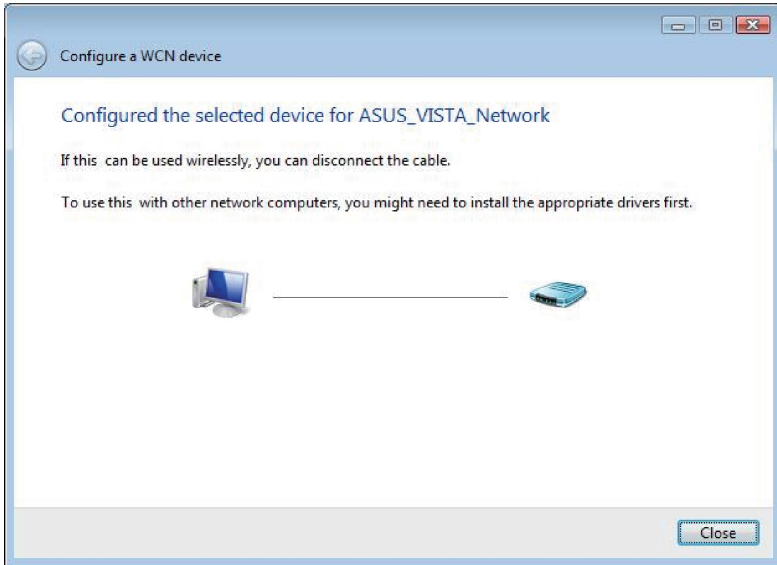 Configure a WCN device
Configured the selected device for ASUS_VISTA_Network
If this  can be used wirelessly, you can disconnect the cable.
To use this  with other network computers, you might need to install the appropriate drivers first.
Close